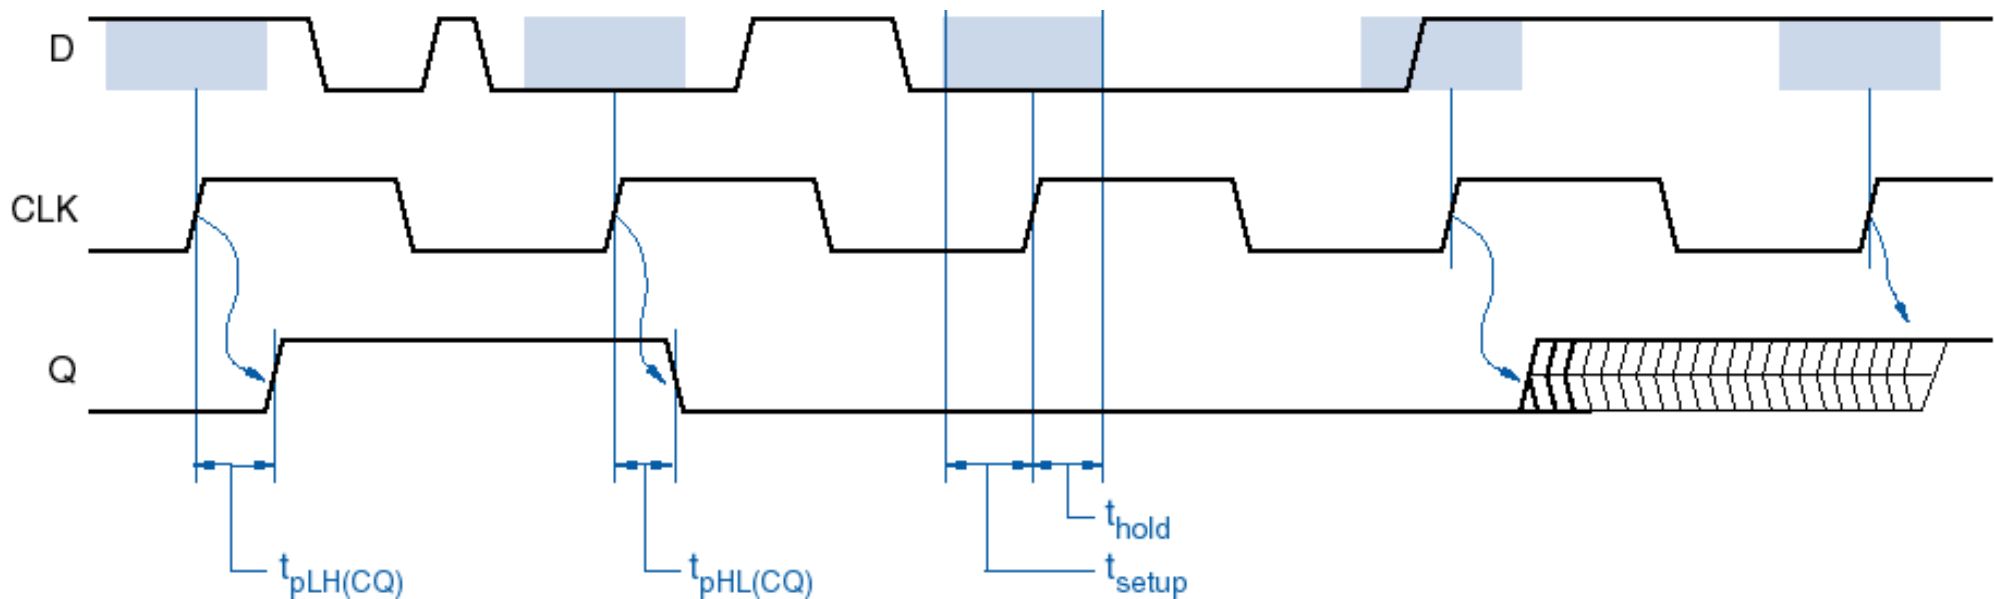 D
CLK
Q
thold
tpLH(CQ)
tpHL(CQ)
tsetup